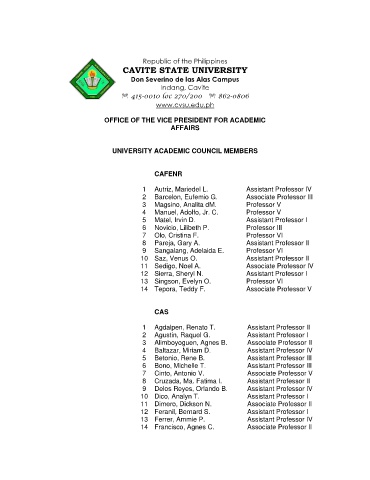 Republic of the Philippines
CAVITE STATE UNIVERSITY
Don Severino de las Alas Campus
Indang, Cavite
☏ 415-0010 loc 270/200 ☏ 862-0806
www.cvsu.edu.ph
OFFICE OF THE VICE PRESIDENT FOR ACADEMIC
AFFAIRS
UNIVERSITY ACADEMIC COUNCIL MEMBERS
CAFENR
1 Autriz, Mariedel L. Assistant Professor IV
2 Barcelon, Eufemio G. Associate Professor III
3 Magsino, Analita dM. Professor V
4 Manuel, Adolfo, Jr. C. Professor V
5 Matel, Irvin D. Assistant Professor I
6 Novicio, Lilibeth P. Professor III
7 Olo, Cristina F. Professor VI
8 Pareja, Gary A. Assistant Professor II
9 Sangalang, Adelaida E. Professor VI
10 Saz, Venus O. Assistant Professor II
11 Sedigo, Noel A. Associate Professor IV
12 Sierra, Sheryl N. Assistant Professor I
13 Singson, Evelyn O. Professor VI
14 Tepora, Teddy F. Associate Professor V
CAS
1 Agdalpen, Renato T. Assistant Professor II
2 Agustin, Raquel G. Assistant Professor I
3 Alimboyoguen, Agnes B. Associate Professor II
4 Baltazar, Miriam D. Assistant Professor IV
5 Betonio, Rene B. Assistant Professor III
6 Bono, Michelle T. Assistant Professor III
7 Cinto, Antonio V. Associate Professor V
8 Cruzada, Ma. Fatima I. Assistant Professor II
9 Delos Reyes, Orlando B. Assistant Professor IV
10 Dico, Analyn T. Assistant Professor I
11 Dimero, Dickson N. Associate Professor II
12 Feranil, Bernard S. Assistant Professor I
13 Ferrer, Ammie P. Assistant Professor IV
14 Francisco, Agnes C. Associate Professor II